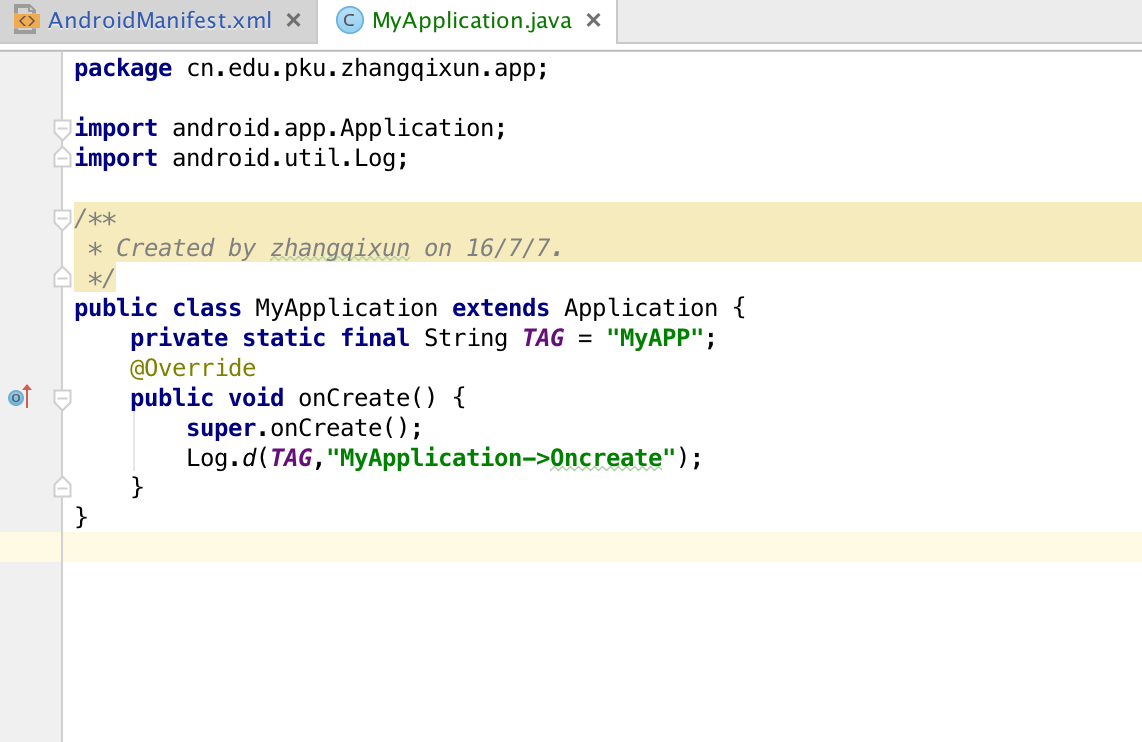 AndroidManifest.xml
MyApplication.java
package cn.edu.pku.zhangqixun.app;
import android.app.Application;
import android.util.Log;
/**
 * Created by zhangqixun on 16/7/7.
 */
public class MyApplication extends Application {
    private static final String TAG = "MyAPP";
    @Override
    public void onCreate() {
        super.onCreate();
        Log.d(TAG,"MyApplication->Oncreate");
    }
}